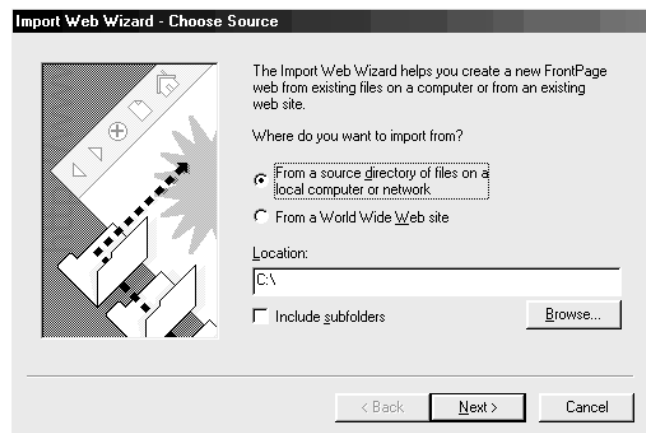 Import Web Wizard - Choose Source
The Import Web Wizard helps you create a new FrontPage
web from existing files on a computer or from an existing
web site.
Where do you want to import from?
From a source directory of files on a
local computer or network
From a World Wide Web site
Location:
C:\
Include subfolders
Browse...
< Back
Next >
Cancel